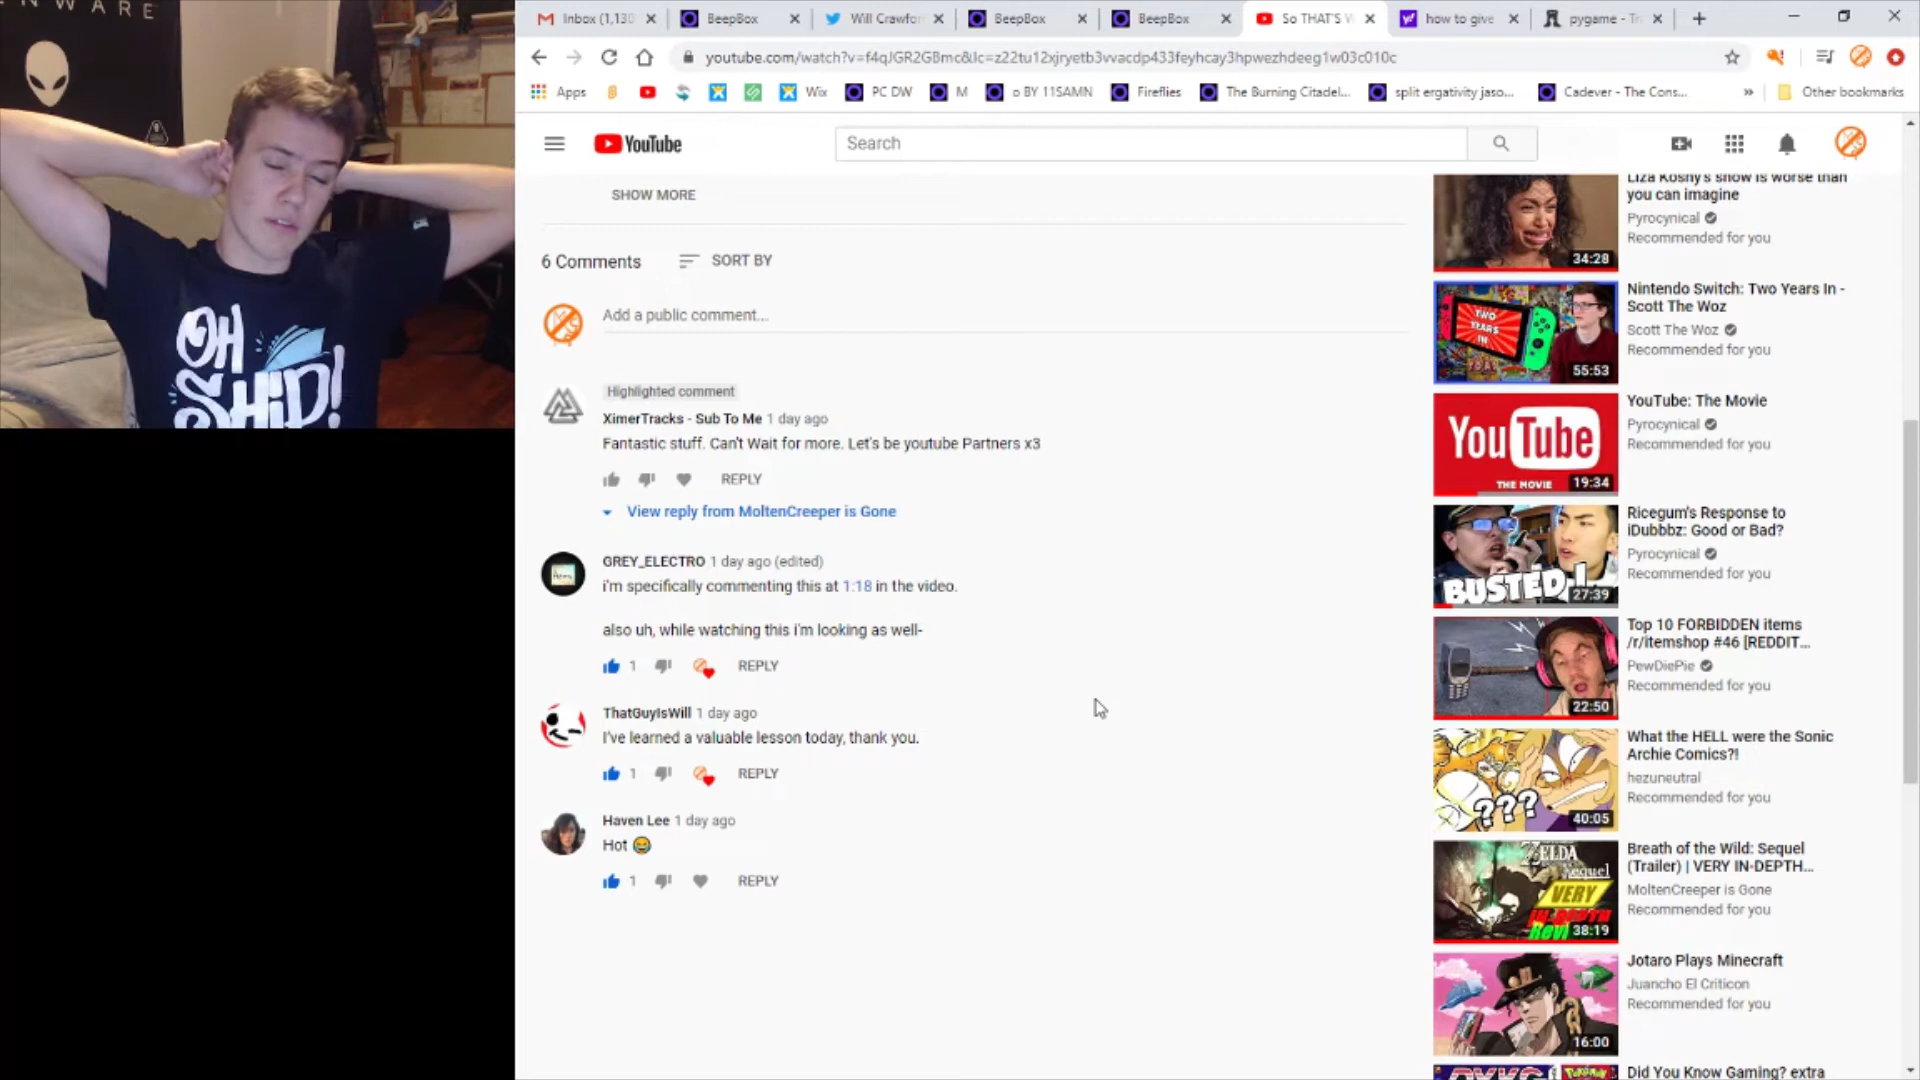 NWARE
OH
SHIP!
Inbox (1,130
BeepBox
Will Crawfor
BeepBox
BeepBox
So THAT'S W
how to give
pygame - Tr
youtube.com/watch?v=f4qJGR2GBmc&lc=z22tu12xjryetb3vvacdp433feyhcay3hpwezhdeeg1w03c010c
Apps
Wix
PC DW
M
o BY 11SAMN
Fireflies
The Burning Citadel...
split ergativity jaso...
Cadever - The Cons...
»
Other bookmarks
YouTube
Search
SHOW MORE
6 Comments
SORT BY
Add a public comment...
Highlighted comment
XimerTracks - Sub To Me 1 day ago
Fantastic stuff. Can't Wait for more. Let's be youtube Partners x3
REPLY
View reply from MoltenCreeper is Gone
GREY_ELECTRO 1 day ago (edited)
i'm specifically commenting this at 1:18 in the video.
also uh, while watching this i'm looking as well-
1 REPLY
ThatGuyIsWill 1 day ago
I've learned a valuable lesson today, thank you.
1 REPLY
Haven Lee 1 day ago
Hot 😂
1 REPLY
Liza Koshy's show is worse than
you can imagine
Pyrocynical
Recommended for you
34:28
Nintendo Switch: Two Years In -
Scott The Woz
Scott The Woz
Recommended for you
TWO
YEARS
IN
55:53
YouTube: The Movie
Pyrocynical
Recommended for you
YouTube
THE MOVIE
19:34
Ricegum's Response to
iDubbbz: Good or Bad?
Pyrocynical
Recommended for you
BUSTED!
27:39
Top 10 FORBIDDEN items
/r/itemshop #46 [REDDIT...
PewDiePie
Recommended for you
22:50
What the HELL were the Sonic
Archie Comics?!
hezuneutral
Recommended for you
???
40:05
Breath of the Wild: Sequel
(Trailer) | VERY IN-DEPTH...
MoltenCreeper is Gone
Recommended for you
ZELDA
Sequel
VERY
IN-DEPTH
Revi
38:19
Jotaro Plays Minecraft
Juancho El Criticon
Recommended for you
16:00
Did You Know Gaming? extra
DYKG
Pokémon